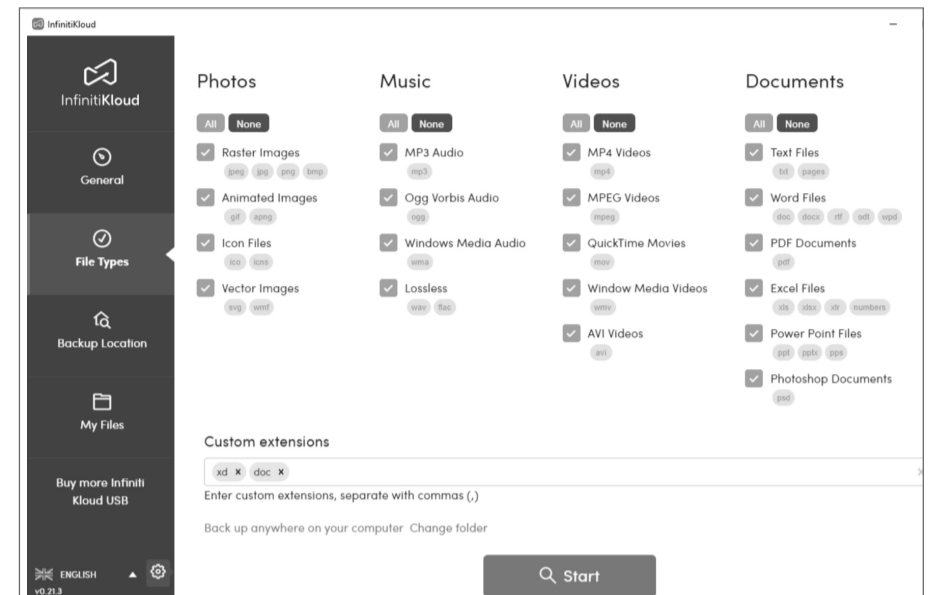 InfinitiKloud
InfinitiKloud
General
File Types
Backup Location
My Files
Buy more Infiniti
Kloud USB
ENGLISH
v0.21.3
Photos
All None
Raster Images
jpeg jpg png bmp
Animated Images
gif apng
Icon Files
ico icns
Vector Images
svg wmf
Music
All None
MP3 Audio
mp3
Ogg Vorbis Audio
ogg
Windows Media Audio
wma
Lossless
wav flac
Videos
All None
MP4 Videos
mp4
MPEG Videos
mpeg
QuickTime Movies
mov
Window Media Videos
wmv
AVI Videos
avi
Documents
All None
Text Files
txt pages
Word Files
doc docx rtf odt wpd
PDF Documents
pdf
Excel Files
xls xlsx xlr numbers
Power Point Files
ppt pptx pps
Photoshop Documents
psd
Custom extensions
xd x doc x
Enter custom extensions, separate with commas (,)
Back up anywhere on your computer Change folder
Start